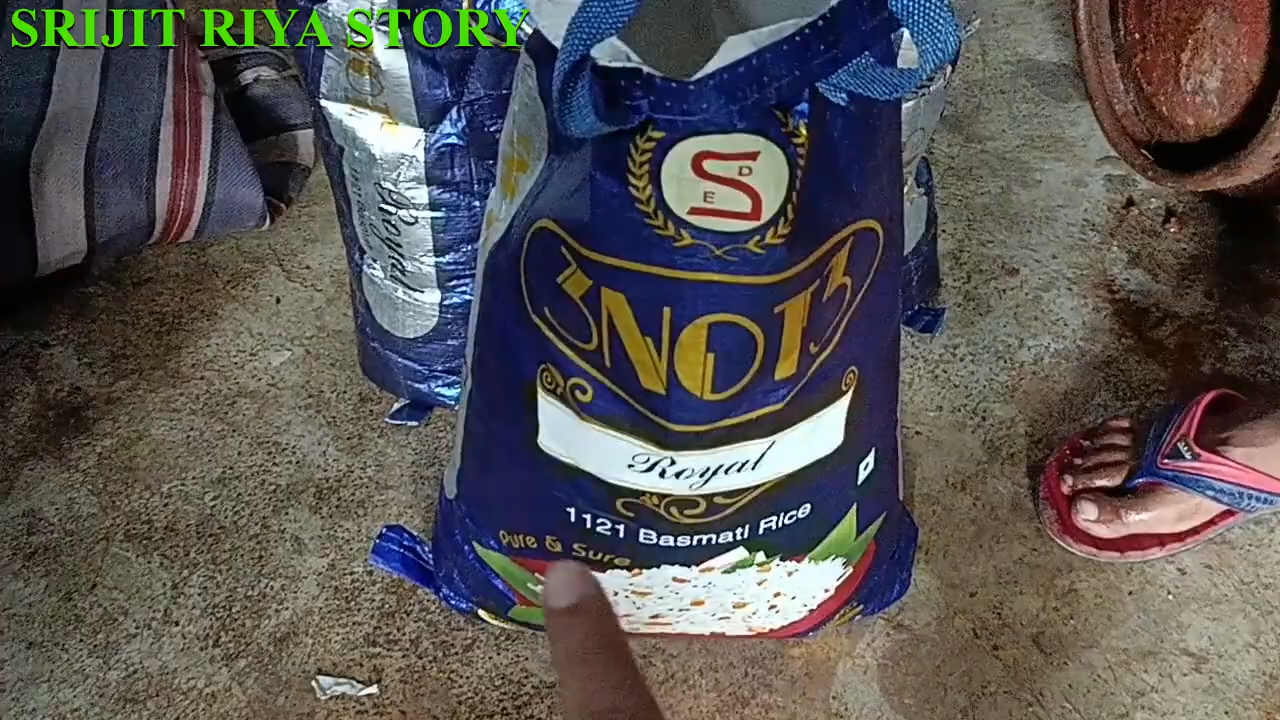 SRIJIT RIYA STORY
Royal
S
D
E
3NOT3
Royal
1121 Basmati Rice
Pure & Sure